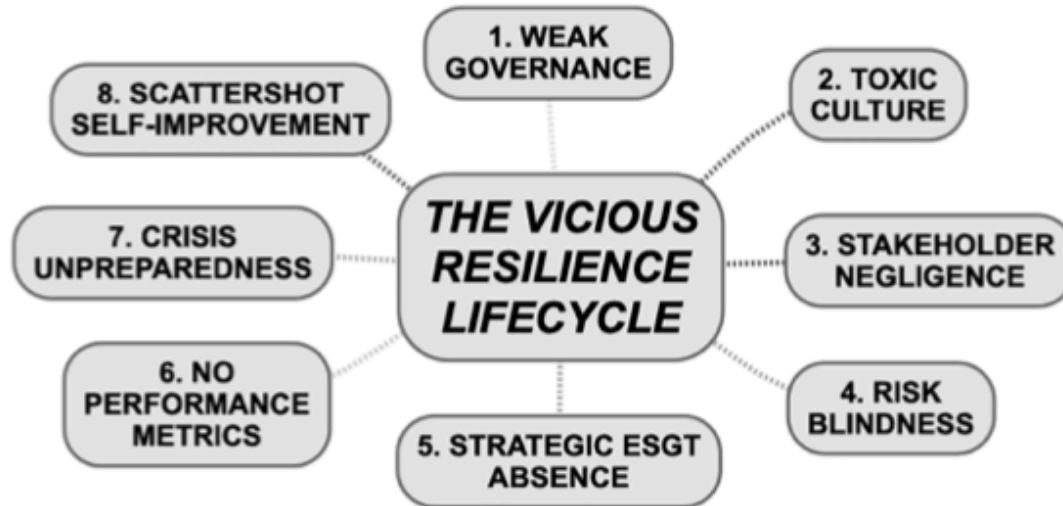 THE VICIOUS
RESILIENCE
LIFECYCLE
1. WEAK
GOVERNANCE
2. TOXIC
CULTURE
3. STAKEHOLDER
NEGLIGENCE
4. RISK
BLINDNESS
5. STRATEGIC ESGT
ABSENCE
6. NO
PERFORMANCE
METRICS
7. CRISIS
UNPREPAREDNESS
8. SCATTERSHOT
SELF-IMPROVEMENT